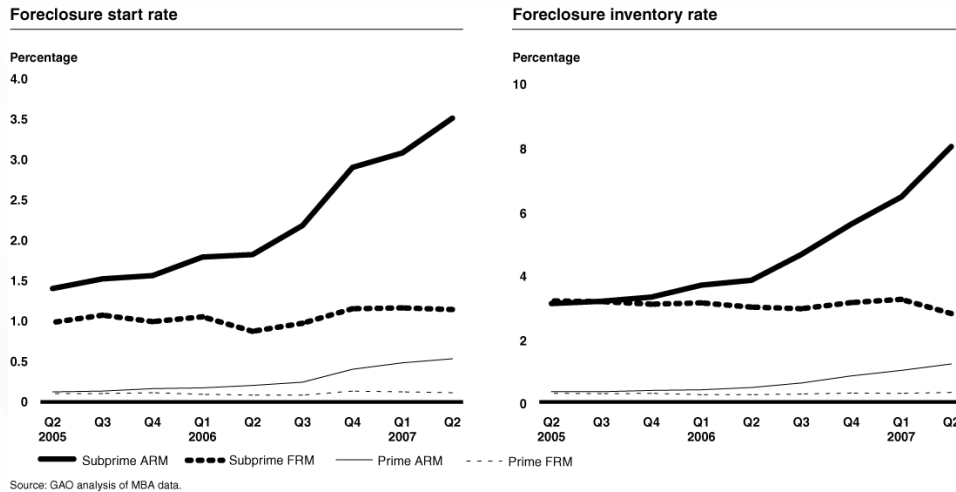 Foreclosure start rate
Percentage
4.0
3.5
3.0
2.5
2.0
1.5
1.0
0.5
0
Q2 Q3 Q4 Q1 Q2 Q3 Q4 Q1 Q2
2005 2006 2007
Foreclosure inventory rate
Percentage
10
8
6
4
2
0
Q2 Q3 Q4 Q1 Q2 Q3 Q4 Q1 Q2
2005 2006 2007
Subprime ARM Subprime FRM Prime ARM Prime FRM
Source: GAO analysis of MBA data.